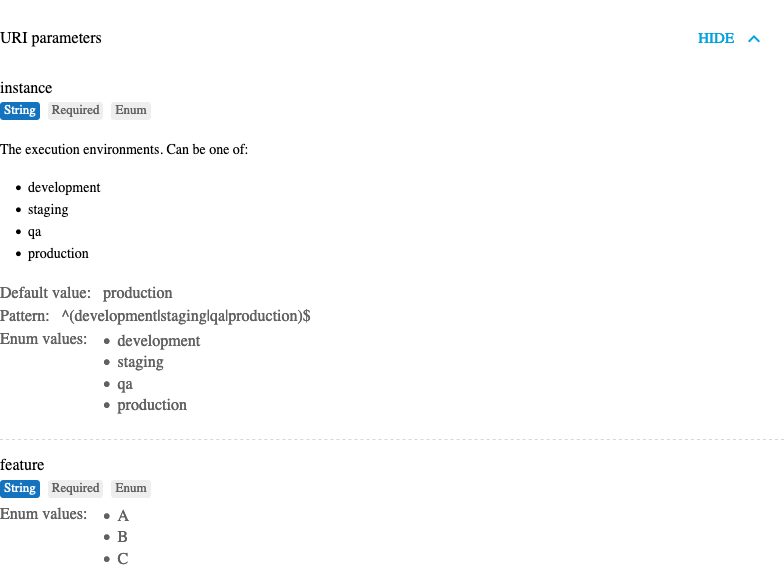 URI parameters HIDE
instance
String Required Enum
The execution environments. Can be one of:
• development
• staging
• qa
• production
Default value: production
Pattern: ^(development|staging|qa|production)$
Enum values: • development
• staging
• qa
• production
feature
String Required Enum
Enum values: • A
• B
• C